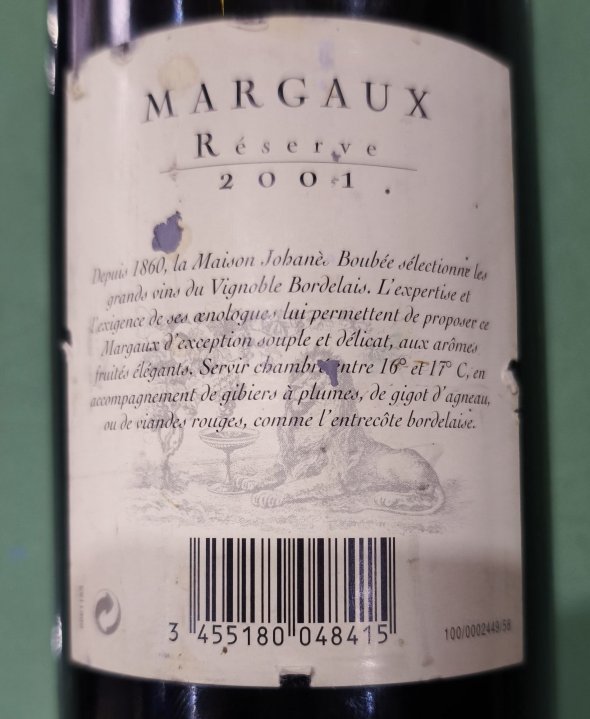 MARGAUX
Réserve
2001
Depuis 1860, la Maison Johanès Boubée sélectionne les
grands vins du Vignoble Bordelais. L'expertise et
l'exigence de ses œnologues lui permettent de proposer ce
Margaux d'exception souple et délicat, aux arômes
fruités élégants. Servir chambré entre 16° et 17° C, en
accompagnement de gibiers à plumes, de gigot d'agneau,
ou de viandes rouges, comme l'entrecôte bordelaise.
3 455180 048415
100/0002449/58